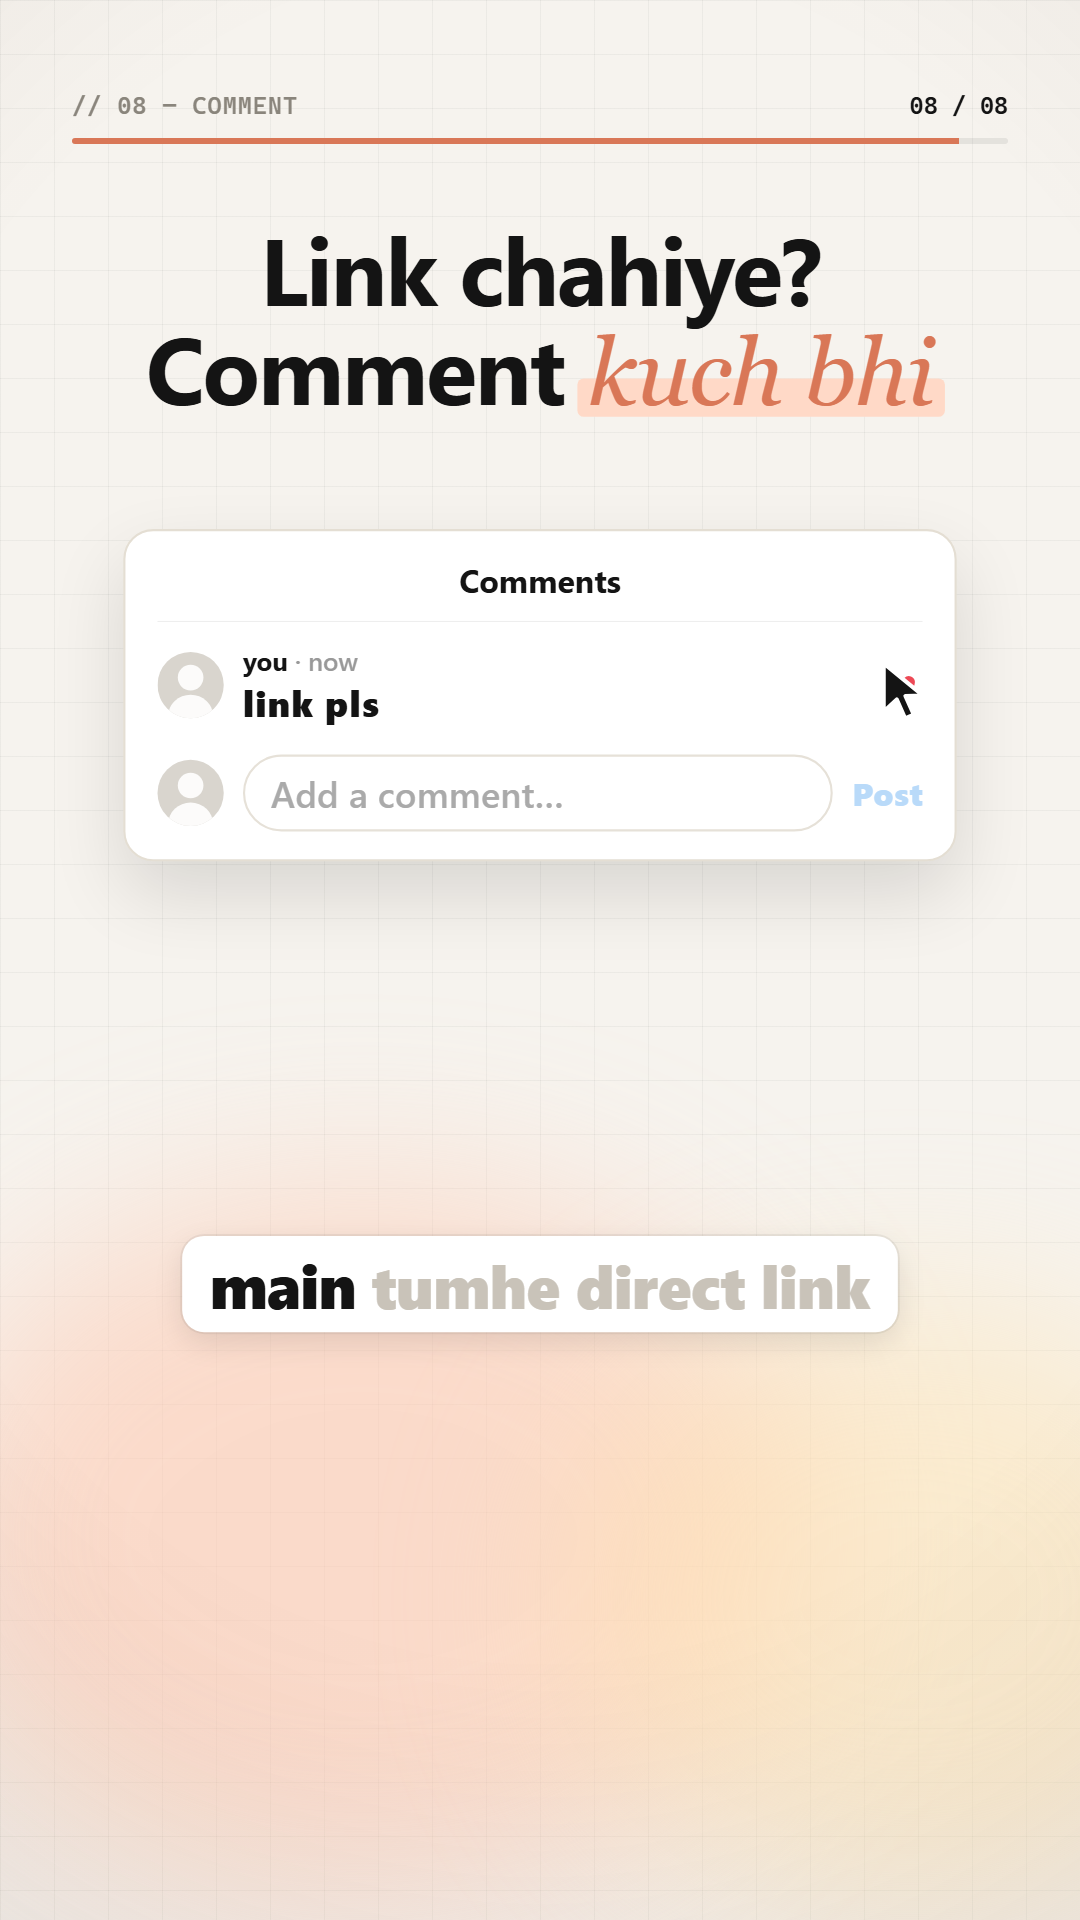 // 08 – COMMENT
08 / 08
Link chahiye?
Comment kuch bhi
Comments
you · now
link pls
Add a comment...
Post
main tumhe direct link